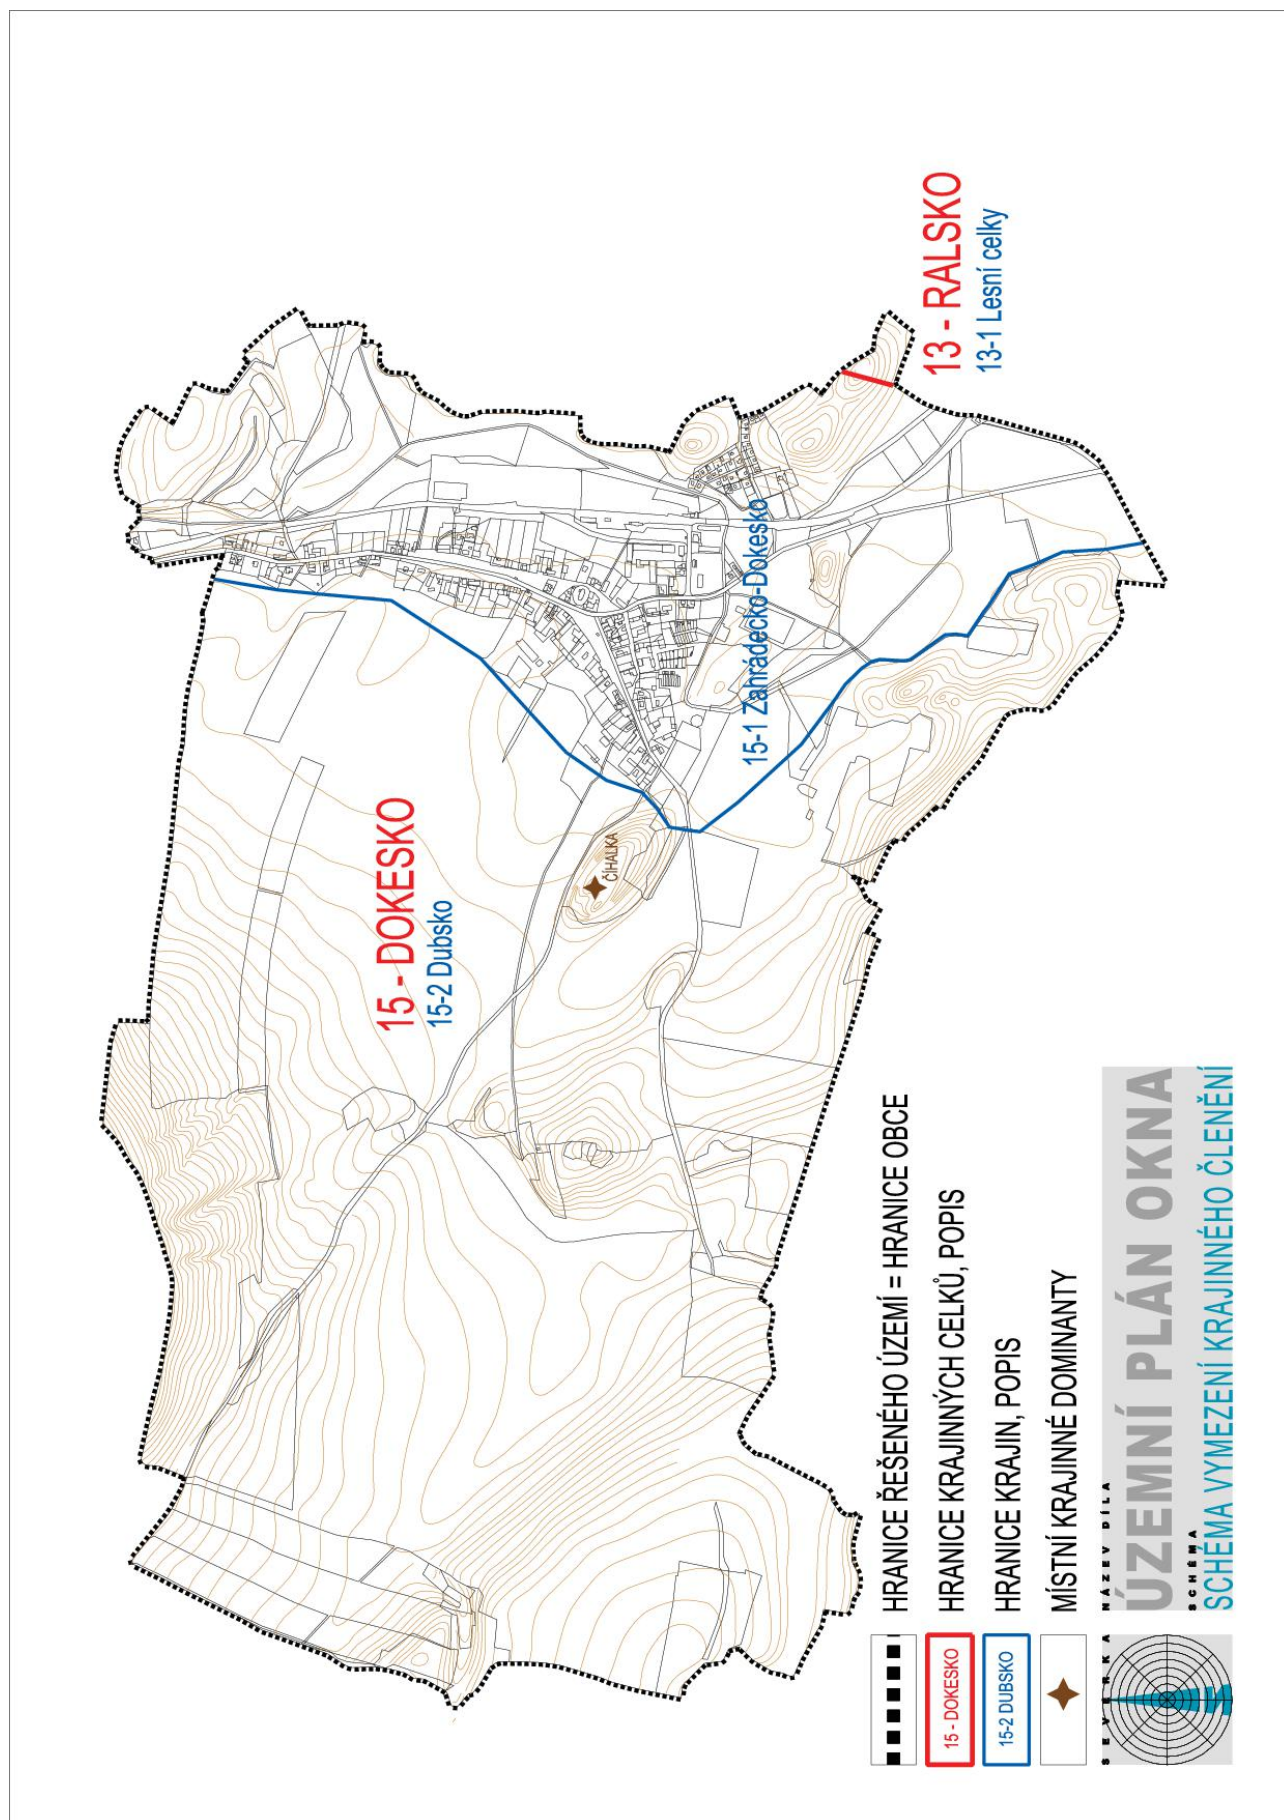 15 - DOKESKO
15-2 Dubsko
ČÍHALKA
15-1 Zahrádecko-Dokesko
13 - RALSKO
13-1 Lesní celky
HRANICE ŘEŠENÉHO ÚZEMÍ = HRANICE OBCE
15 - DOKESKO
HRANICE KRAJINNÝCH CELKŮ, POPIS
15-2 DUBSKO
HRANICE KRAJIN, POPIS
MÍSTNÍ KRAJINNÉ DOMINANTY
SEVERKA
NÁZEV DÍLA
ÚZEMNÍ PLÁN OKNA
SCHÉMA
SCHÉMA VYMEZENÍ KRAJINNÉHO ČLENĚNÍ